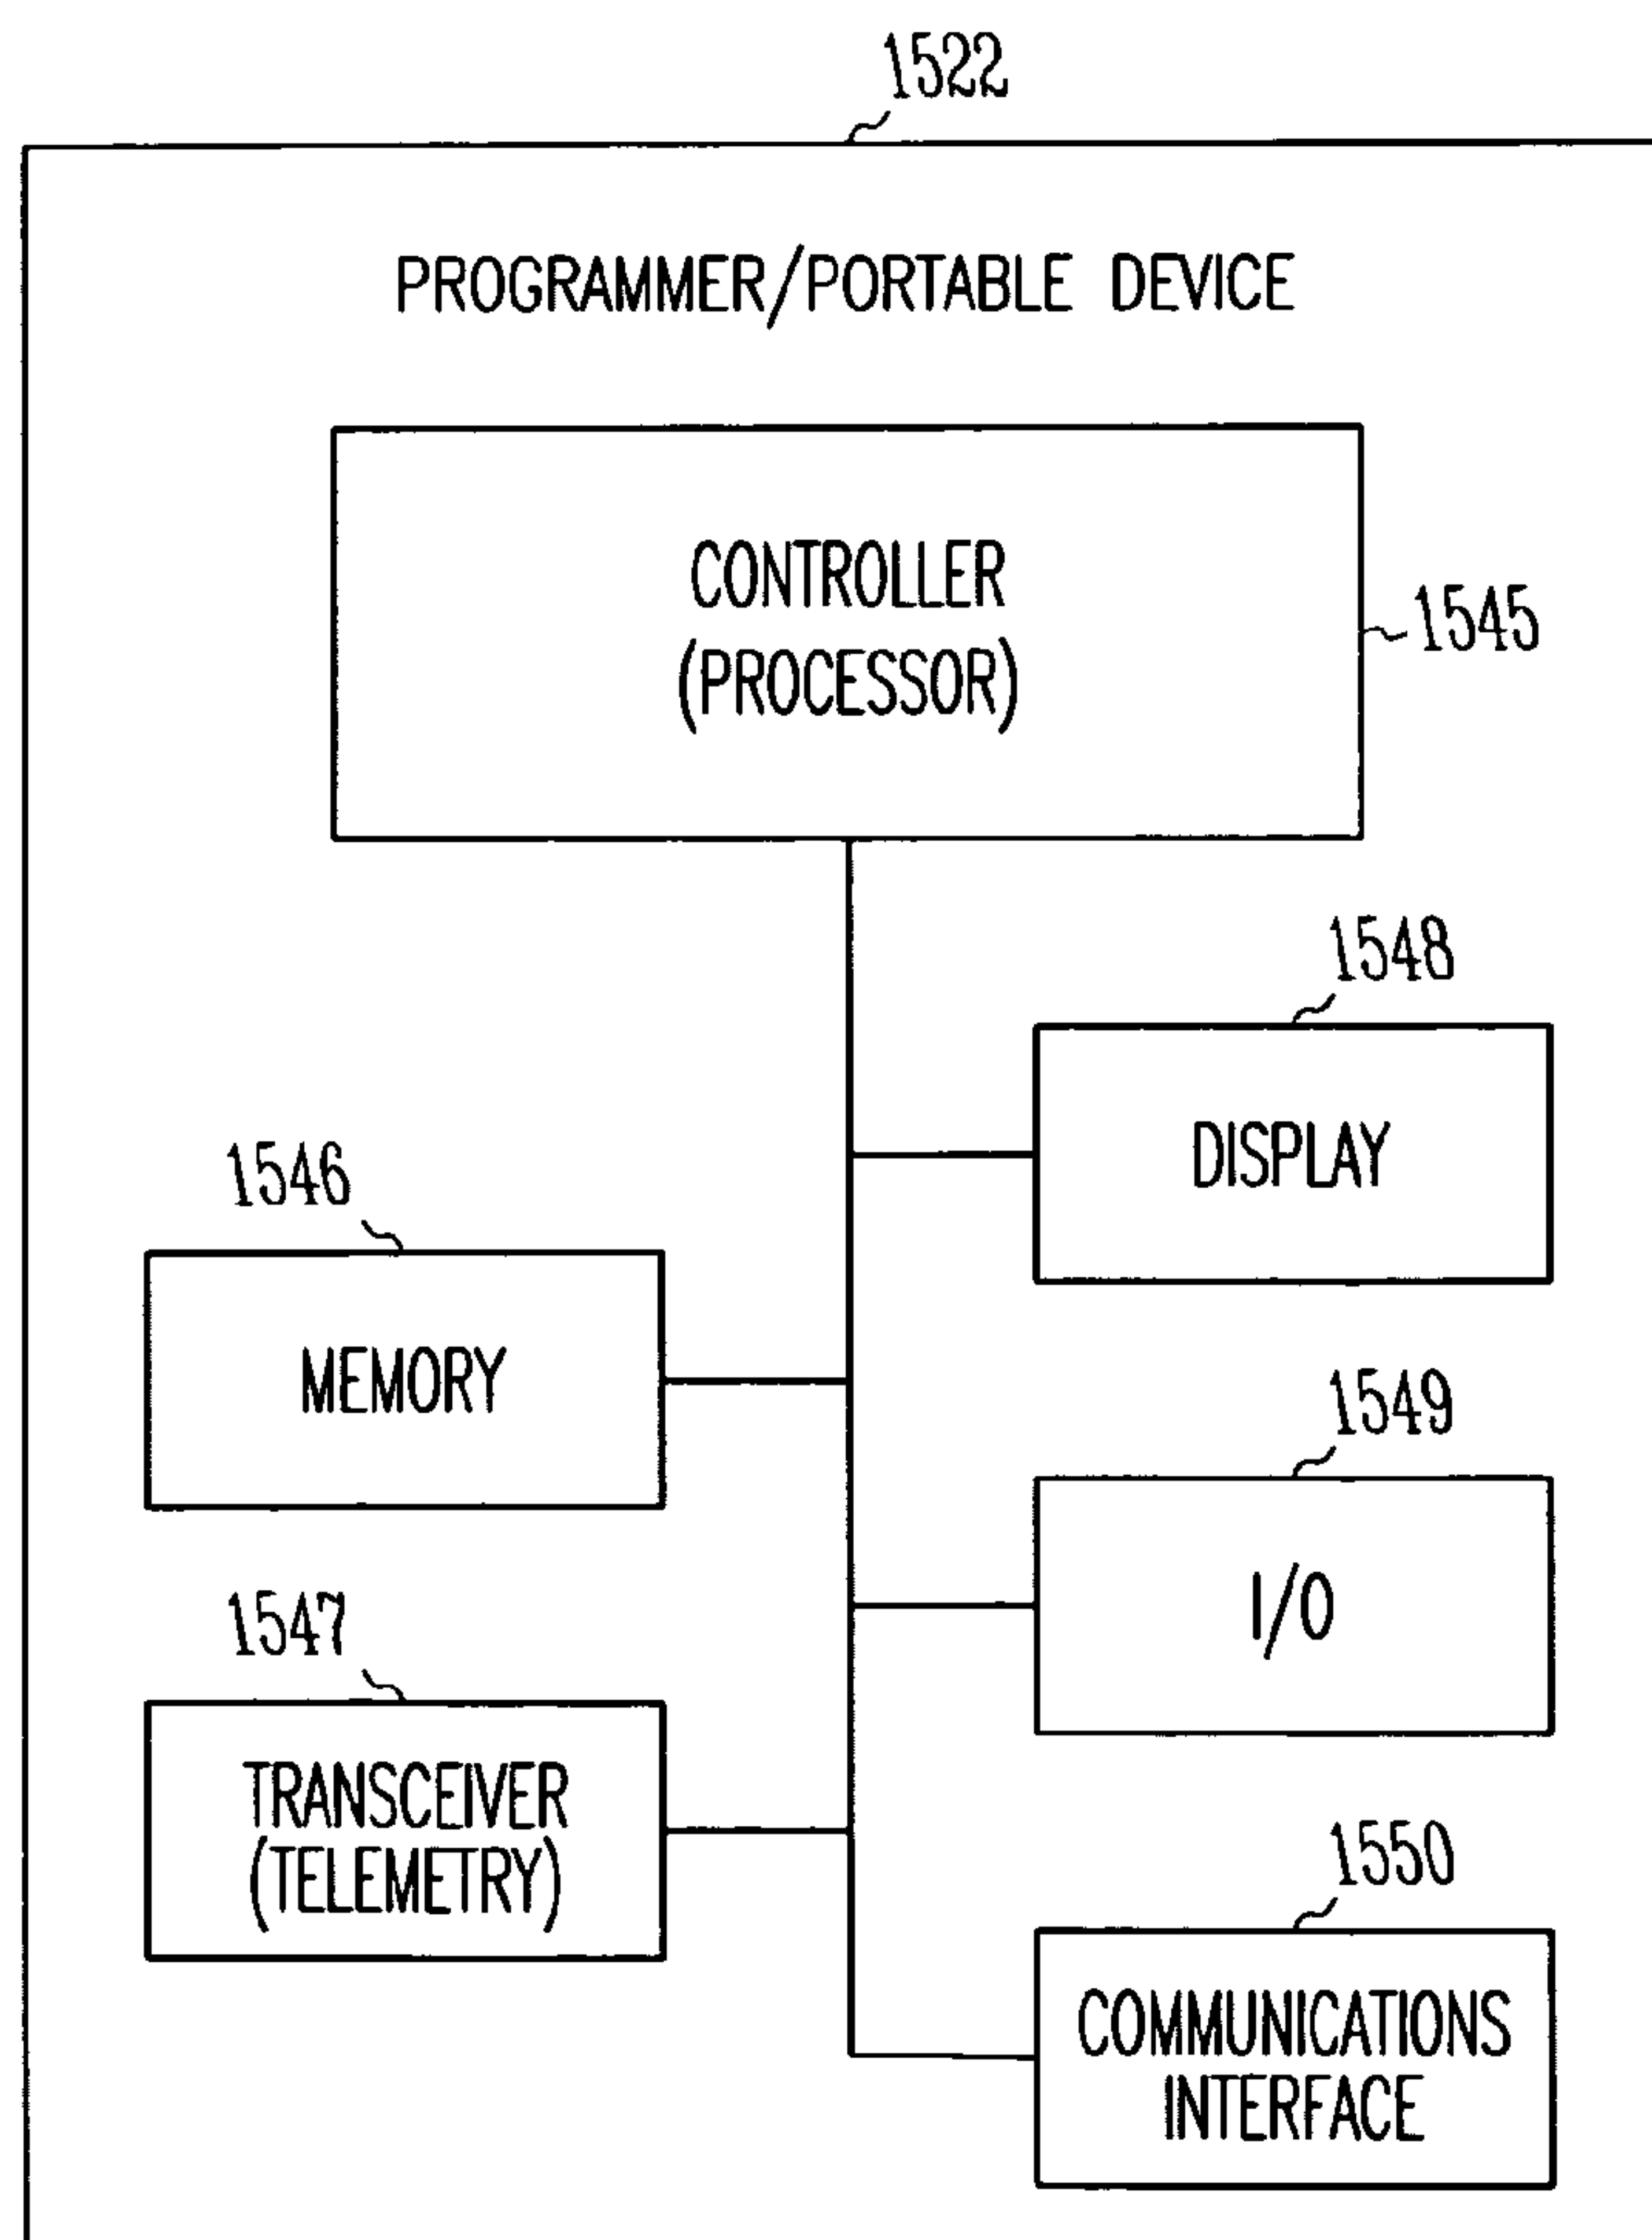 1522
PROGRAMMER/PORTABLE DEVICE
CONTROLLER
(PROCESSOR)
1545
1548
DISPLAY
1546
MEMORY
1549
I/O
1547
TRANSCEIVER
(TELEMETRY)
1550
COMMUNICATIONS
INTERFACE